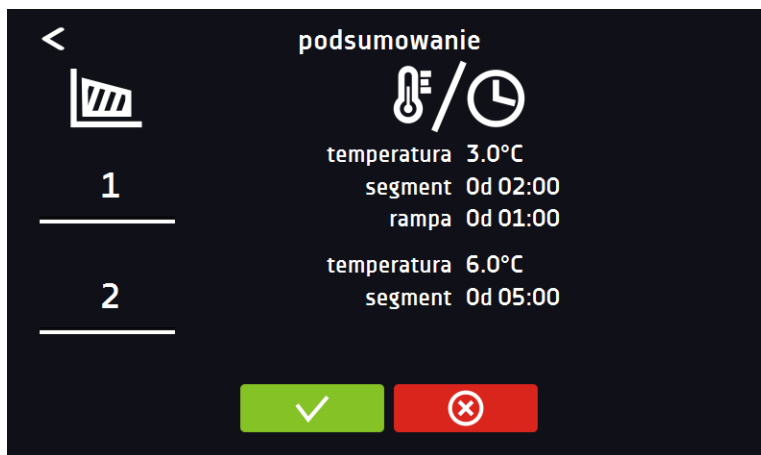 podsumowanie
1
temperatura 3.0°C
segment 0d 02:00
rampa 0d 01:00
2
temperatura 6.0°C
segment 0d 05:00